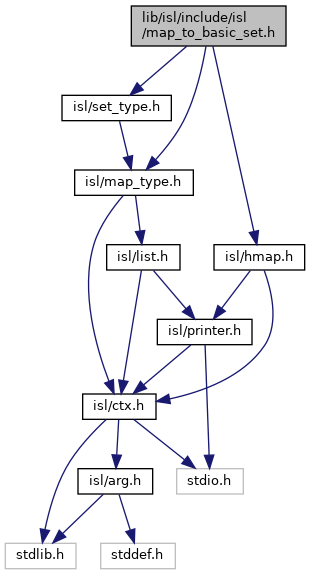 lib/isl/include/isl
/map_to_basic_set.h
isl/set_type.h
isl/map_type.h
isl/list.h
isl/hmap.h
isl/printer.h
isl/ctx.h
isl/arg.h
stdio.h
stdlib.h
stddef.h